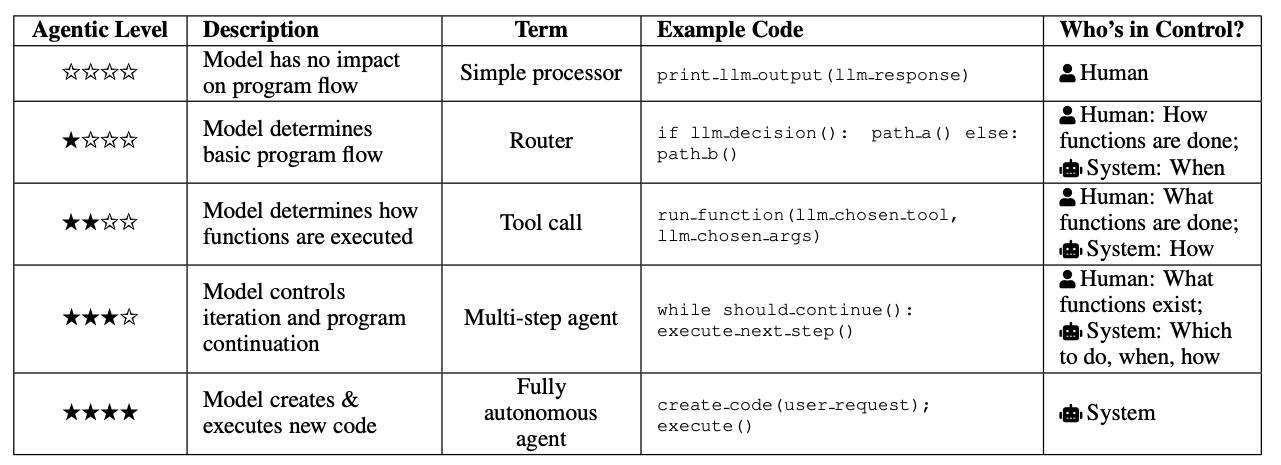 Agentic Level Description Term Example Code Who's in Control?
☆☆☆☆ Model has no impact on program flow Simple processor print_llm_output(llm_response) Human
★☆☆☆ Model determines basic program flow Router if llm_decision(): path_a() else: path_b() Human: How functions are done; System: When
★★☆☆ Model determines how functions are executed Tool call run_function(llm_chosen_tool, llm_chosen_args) Human: What functions are done; System: How
★★★☆ Model controls iteration and program continuation Multi-step agent while should_continue(): execute_next_step() Human: What functions exist; System: Which to do, when, how
★★★★ Model creates & executes new code Fully autonomous agent create_code(user_request); execute() System